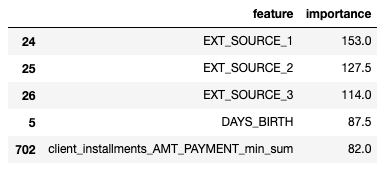 feature importance
24 EXT_SOURCE_1 153.0
25 EXT_SOURCE_2 127.5
26 EXT_SOURCE_3 114.0
5 DAYS_BIRTH 87.5
702 client_installments_AMT_PAYMENT_min_sum 82.0